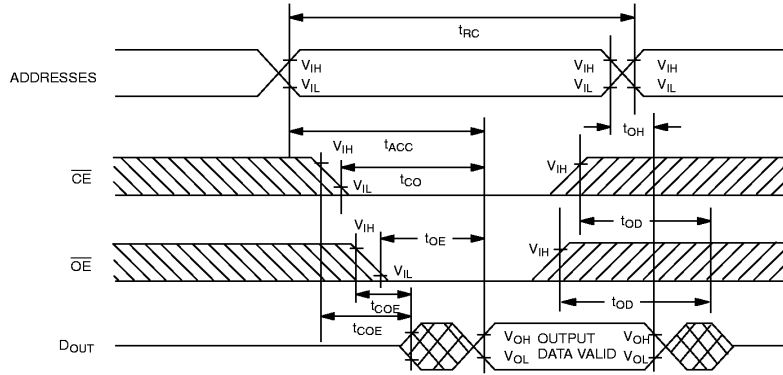 tRC
ADDRESSES
VIH
VIL
VIH
VIL
VIH
VIL
tOH
tACC
CE
VIH
VIL
tCO
VIH
tOD
OE
VIH
VIL
tOE
VIH
tOD
tCOE
tCOE
DOUT
VOH OUTPUT VOH
VOL DATA VALID VOL